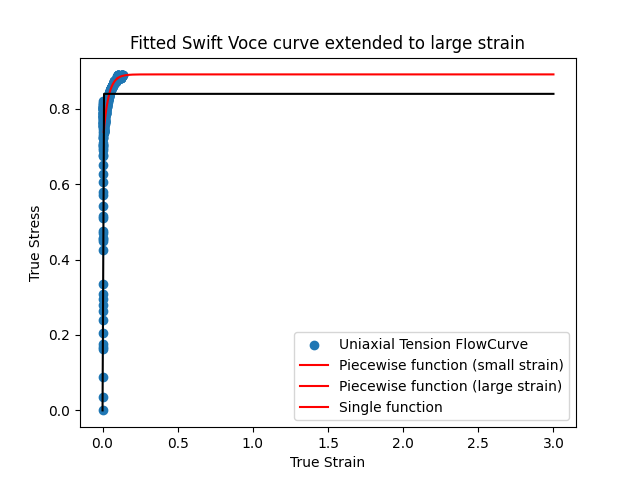 Fitted Swift Voce curve extended to large strain
True Stress
0.8
0.6
0.4
0.2
0.0
Uniaxial Tension FlowCurve
Piecewise function (small strain)
Piecewise function (large strain)
Single function
0.0 0.5 1.0 1.5 2.0 2.5 3.0
True Strain